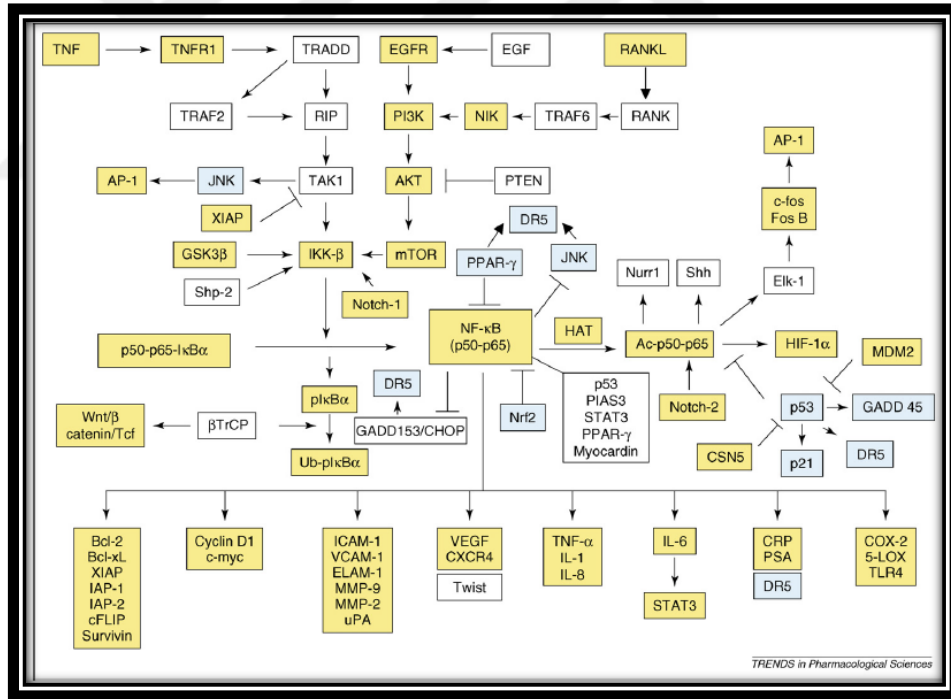 TNF
TNFR1
TRADD
EGFR
EGF
RANKL
TRAF2
RIP
PI3K
NIK
TRAF6
RANK
AP-1
JNK
TAK1
AKT
PTEN
AP-1
XIAP
DR5
c-fos
Fos B
GSK3β
IKK-β
mTOR
PPAR-γ
JNK
Nurr1
Shh
Elk-1
Shp-2
Notch-1
p50-p65-IκBα
NF-κB
(p50-p65)
HAT
Ac-p50-p65
HIF-1α
MDM2
DR5
pIκBα
Wnt/β
catenin/Tcf
βTrCP
GADD153/CHOP
Nrf2
p53
PIAS3
STAT3
PPAR-γ
Myocardin
Notch-2
p53
GADD 45
Ub-pIκBα
CSN5
p21
DR5
Bcl-2
Bcl-xL
XIAP
IAP-1
IAP-2
cFLIP
Survivin
Cyclin D1
c-myc
ICAM-1
VCAM-1
ELAM-1
MMP-9
MMP-2
uPA
VEGF
CXCR4
Twist
TNF-α
IL-1
IL-8
IL-6
STAT3
CRP
PSA
DR5
COX-2
5-LOX
TLR4
TRENDS in Pharmacological Sciences